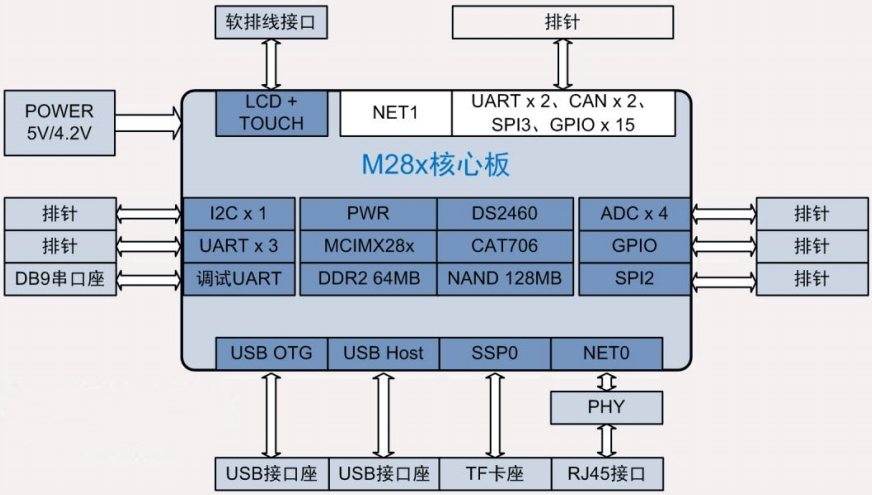 软排线接口
排针
POWER
5V/4.2V
LCD +
TOUCH
NET1
UART x 2、CAN x 2、
SPI3、GPIO x 15
M28x核心板
排针
I2C x 1
PWR
DS2460
ADC x 4
排针
排针
UART x 3
MCIMX28x
CAT706
GPIO
排针
DB9串口座
调试UART
DDR2 64MB
NAND 128MB
SPI2
排针
USB OTG
USB Host
SSP0
NET0
PHY
USB接口座
USB接口座
TF卡座
RJ45接口